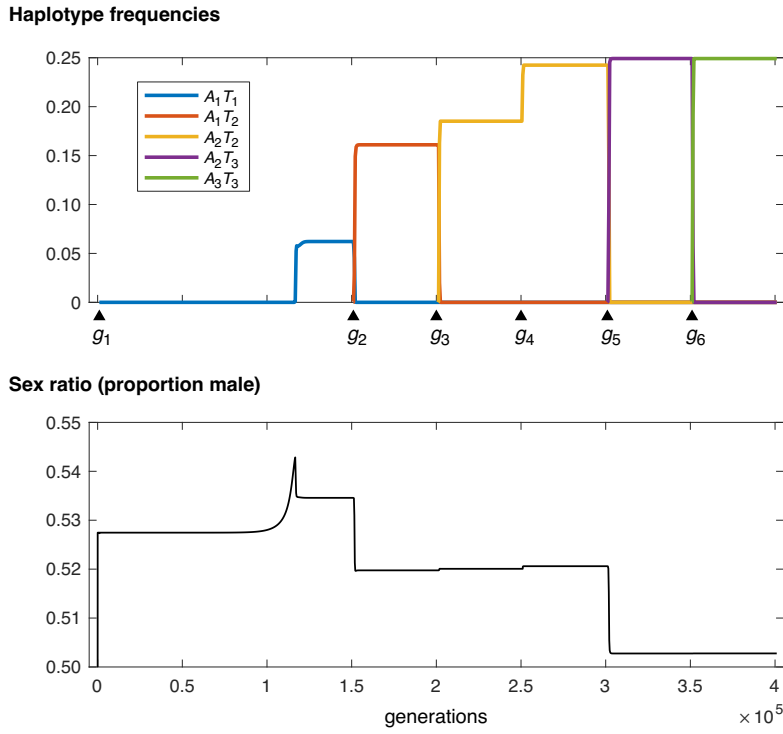 Haplotype frequencies
0.25
0.20
0.15
0.10
0.05
0
A₁T₁
A₁T₂
A₂T₂
A₂T₃
A₃T₃
g₁ g₂ g₃ g₄ g₅ g₆
Sex ratio (proportion male)
0.55
0.54
0.53
0.52
0.51
0.50
0 0.5 1 1.5 2 2.5 3 3.5 4
× 10⁵
generations